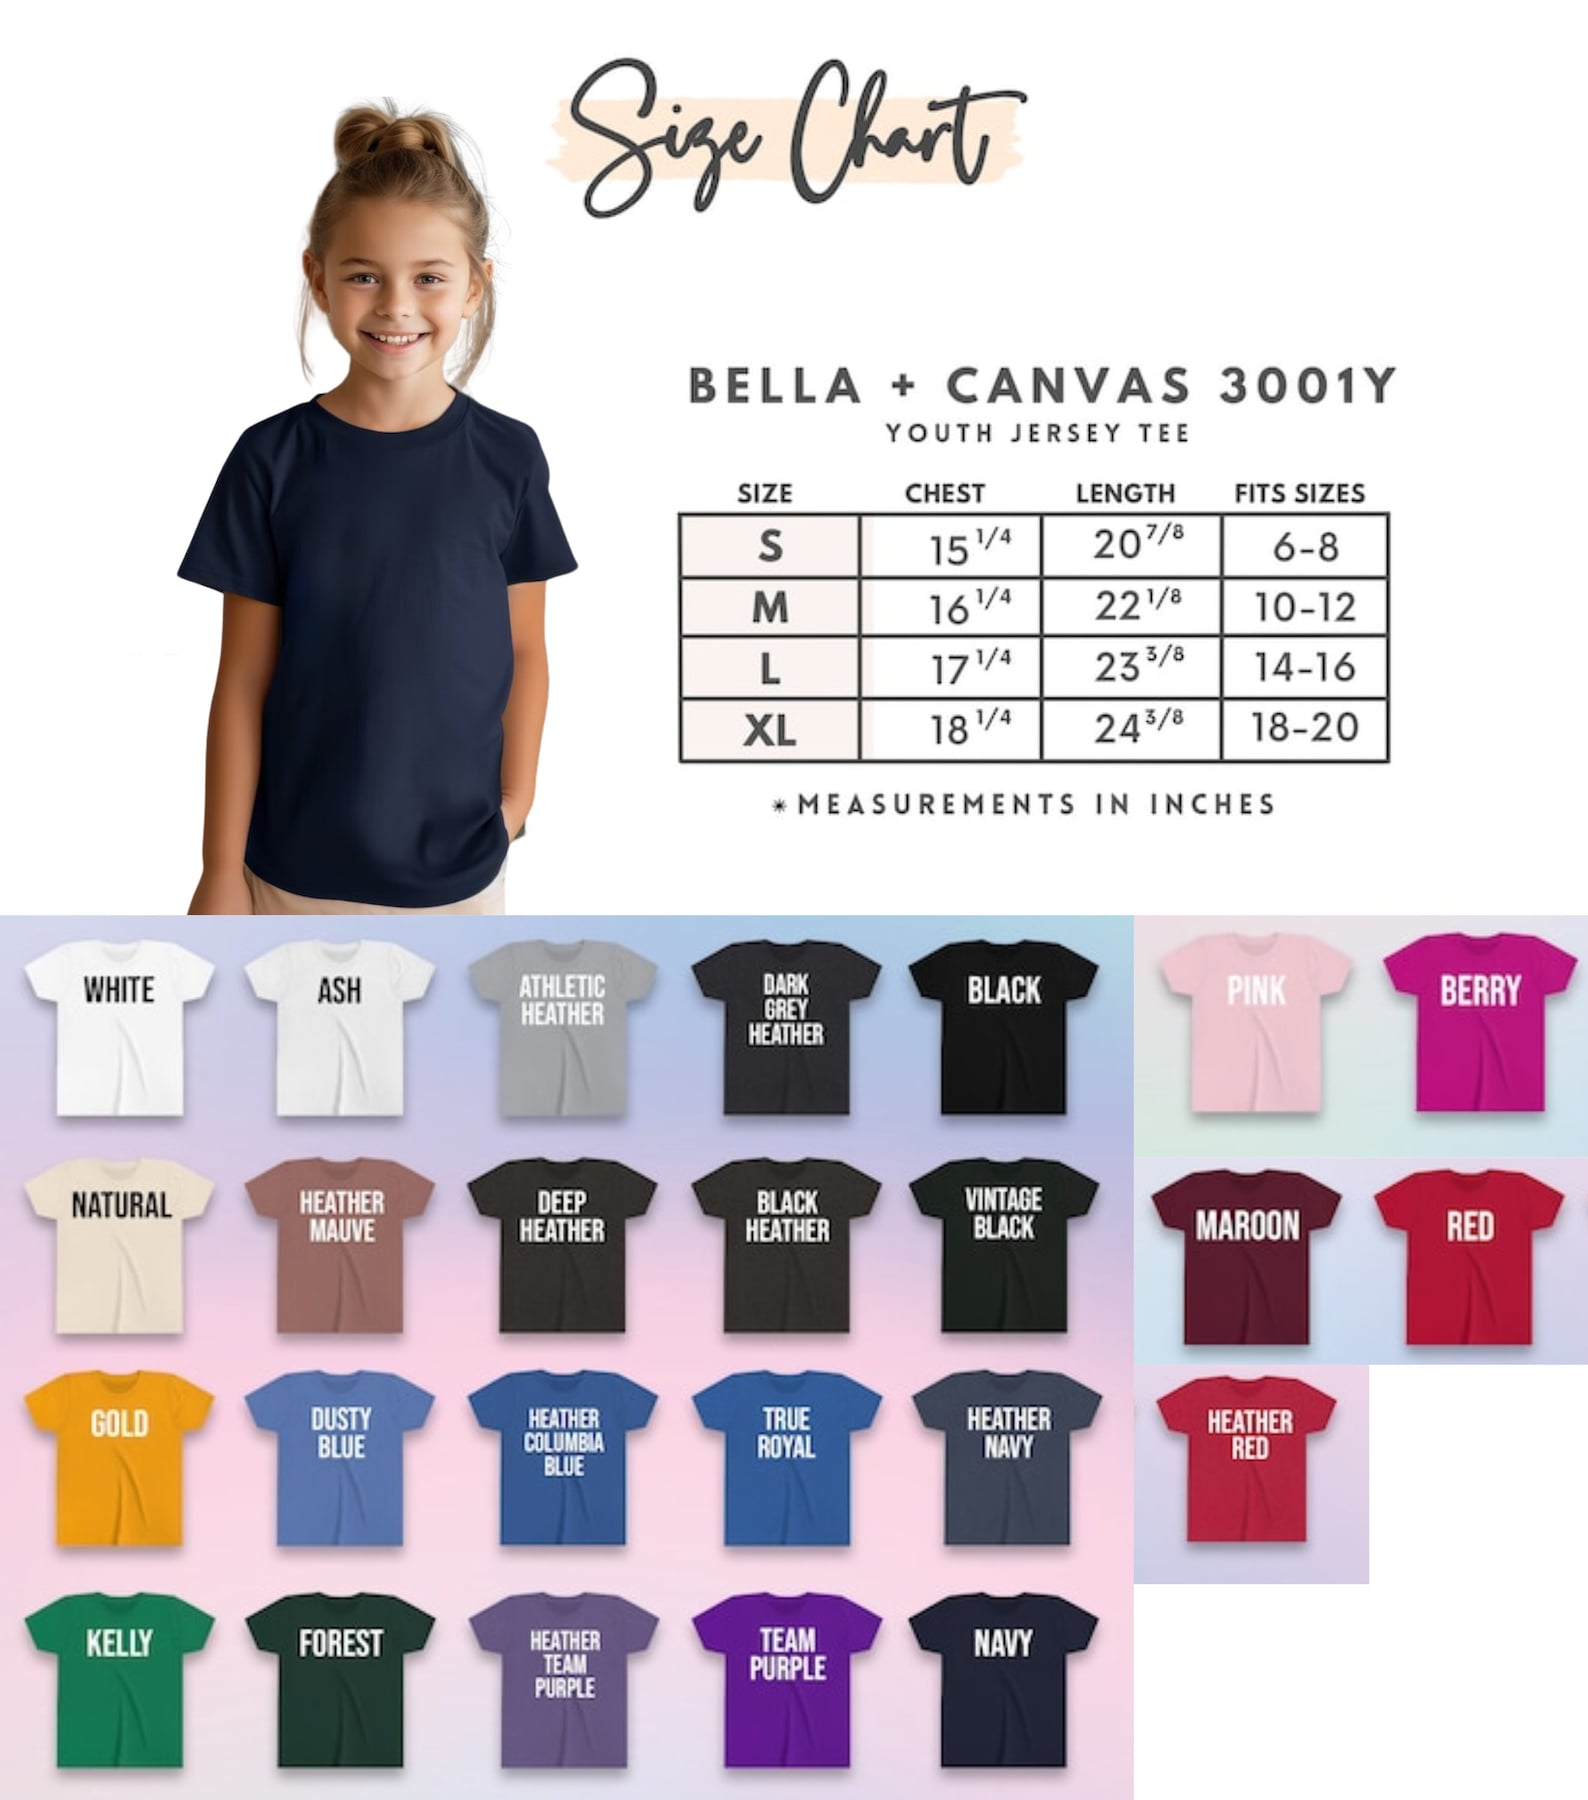 Size Chart
BELLA + CANVAS 3001Y
YOUTH JERSEY TEE
SIZE CHEST LENGTH FITS SIZES
S 15 1/4 20 7/8 6-8
M 16 1/4 22 1/8 10-12
L 17 1/4 23 3/8 14-16
XL 18 1/4 24 3/8 18-20
*MEASUREMENTS IN INCHES
WHITE
ASH
ATHLETIC
HEATHER
DARK
GREY
HEATHER
BLACK
PINK
BERRY
NATURAL
HEATHER
MAUVE
DEEP
HEATHER
BLACK
HEATHER
VINTAGE
BLACK
MAROON
RED
GOLD
DUSTY
BLUE
HEATHER
COLUMBIA
BLUE
TRUE
ROYAL
HEATHER
NAVY
HEATHER
RED
KELLY
FOREST
HEATHER
TEAM
PURPLE
TEAM
PURPLE
NAVY